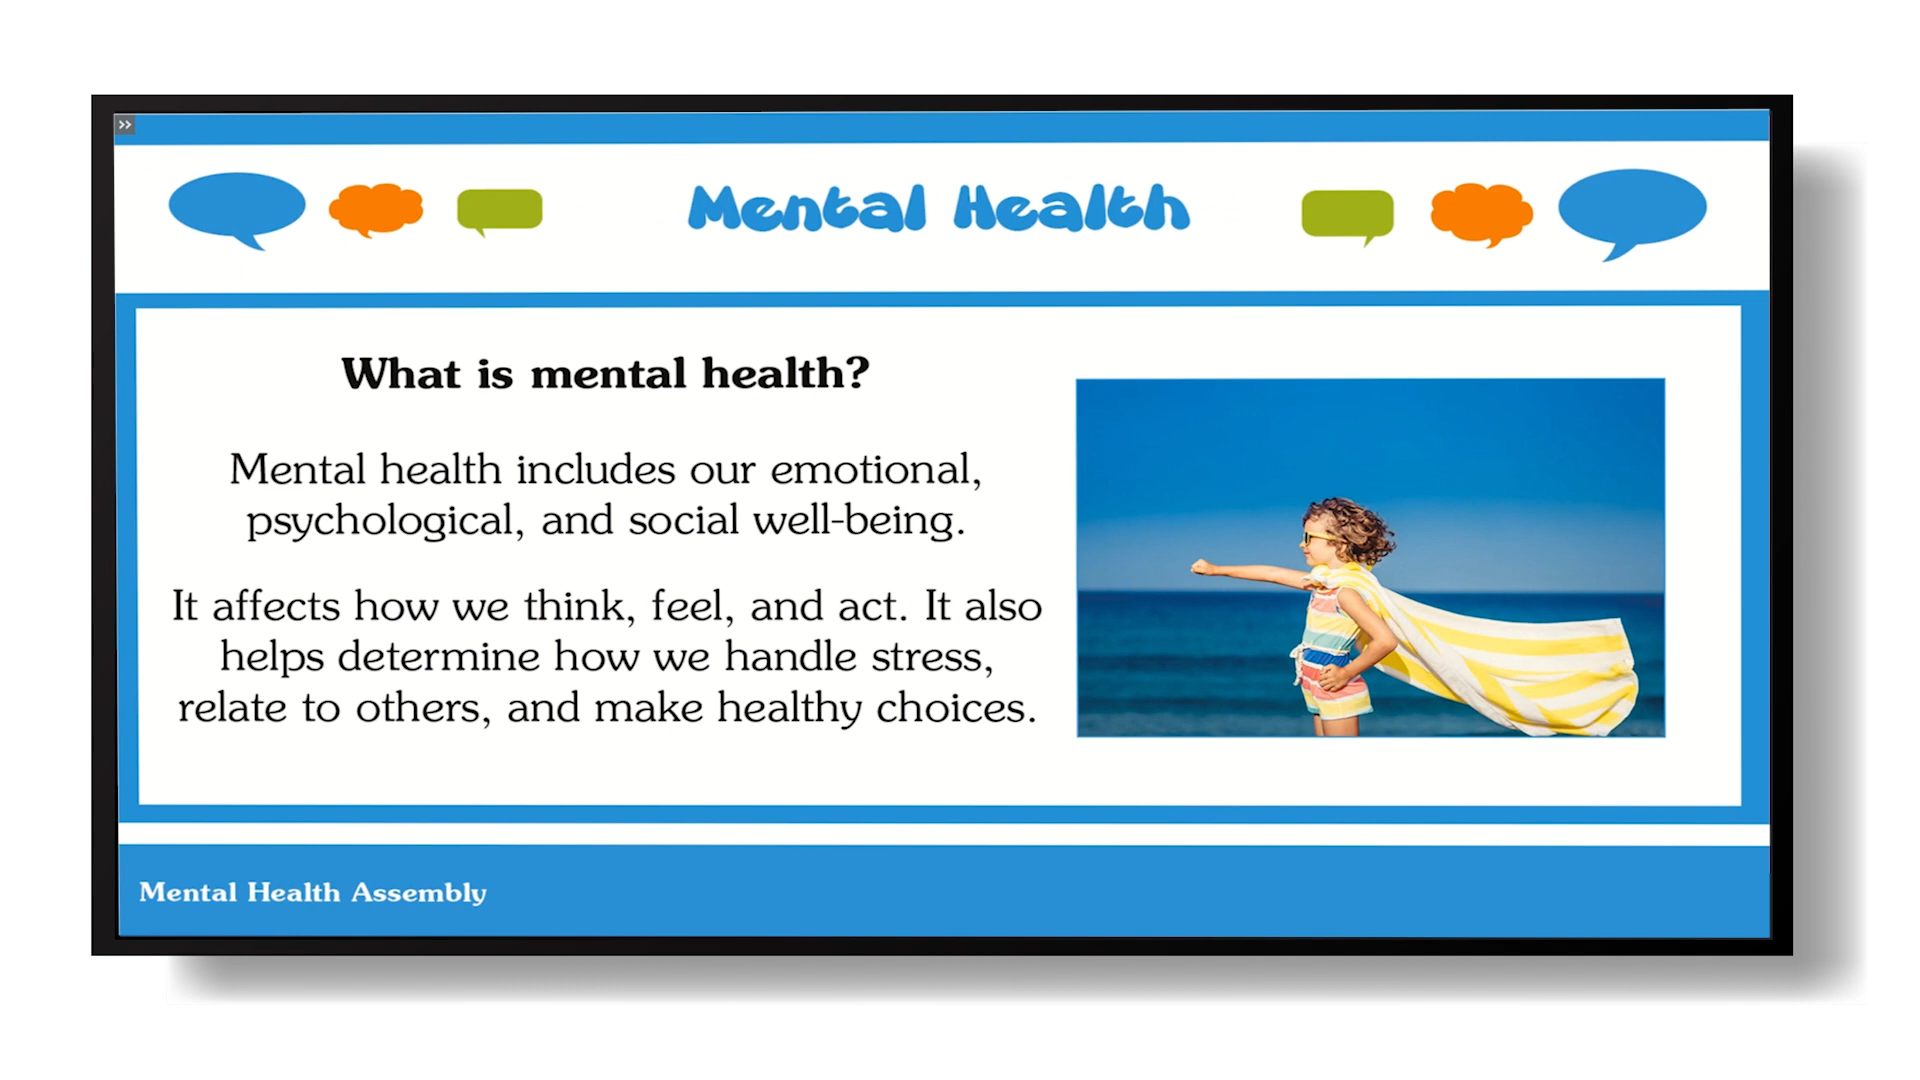 Mental Health
What is mental health?
Mental health includes our emotional,
psychological, and social well-being.
It affects how we think, feel, and act. It also
helps determine how we handle stress,
relate to others, and make healthy choices.
Mental Health Assembly